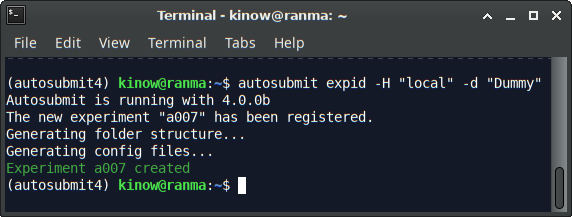 Terminal - kinow@ranma: ~
File Edit View Terminal Tabs Help
(autosubmit4) kinow@ranma:~$ autosubmit expid -H "local" -d "Dummy"
Autosubmit is running with 4.0.0b
The new experiment "a007" has been registered.
Generating folder structure...
Generating config files...
Experiment a007 created
(autosubmit4) kinow@ranma:~$